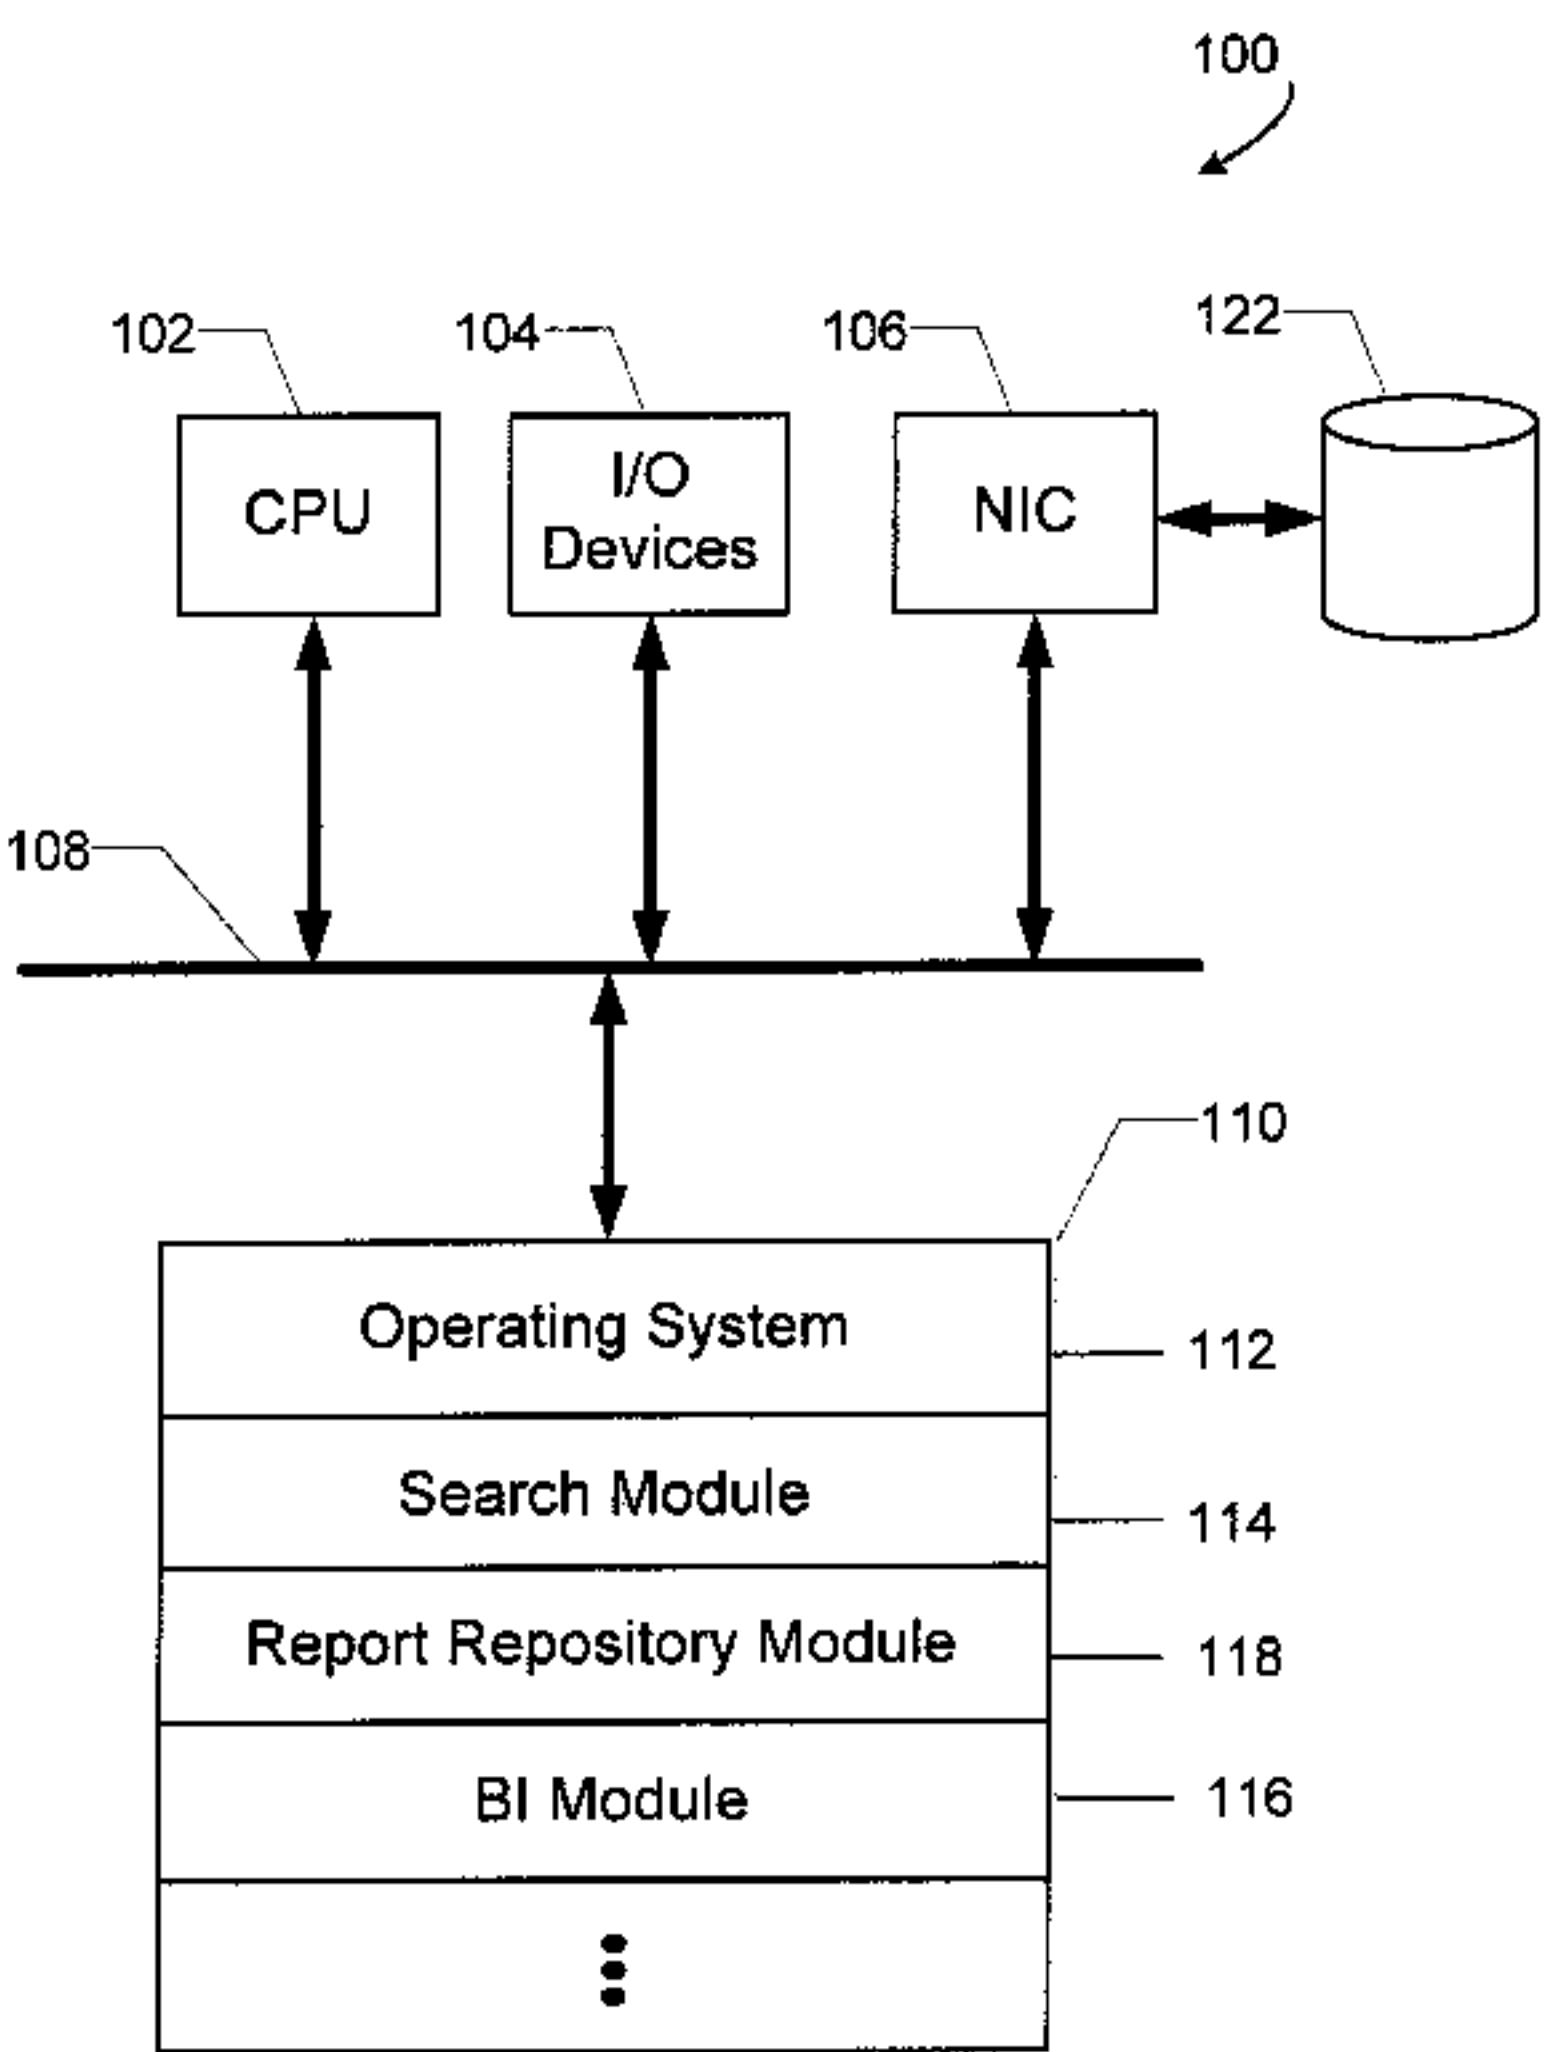 100
102
104
106
122
CPU
I/O
Devices
NIC
108
110
Operating System
112
Search Module
114
Report Repository Module
118
BI Module
116